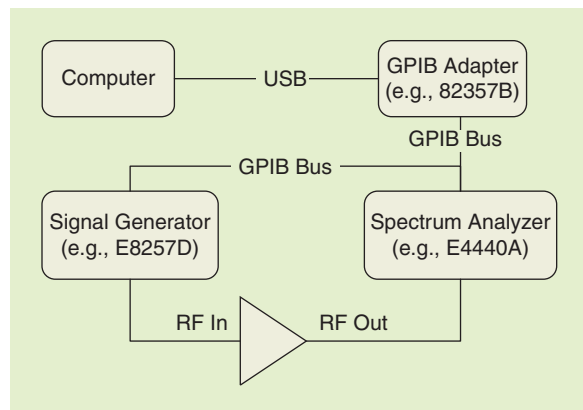 Computer
USB
GPIB Adapter
(e.g., 82357B)
GPIB Bus
GPIB Bus
Signal Generator
(e.g., E8257D)
Spectrum Analyzer
(e.g., E4440A)
RF In
RF Out